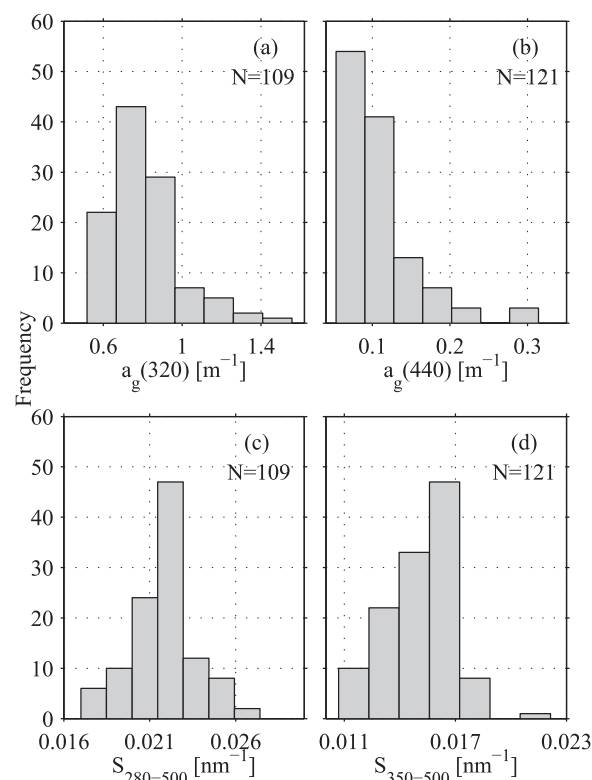 Frequency
60
50
40
30
20
10
0
(a)
N=109
0.6 1 1.4
a_g(320) [m⁻¹]
(b)
N=121
0.1 0.2 0.3
a_g(440) [m⁻¹]
60
50
40
30
20
10
0
(c)
N=109
0.016 0.021 0.026
S_280−500 [nm⁻¹]
(d)
N=121
0.011 0.017 0.023
S_350−500 [nm⁻¹]